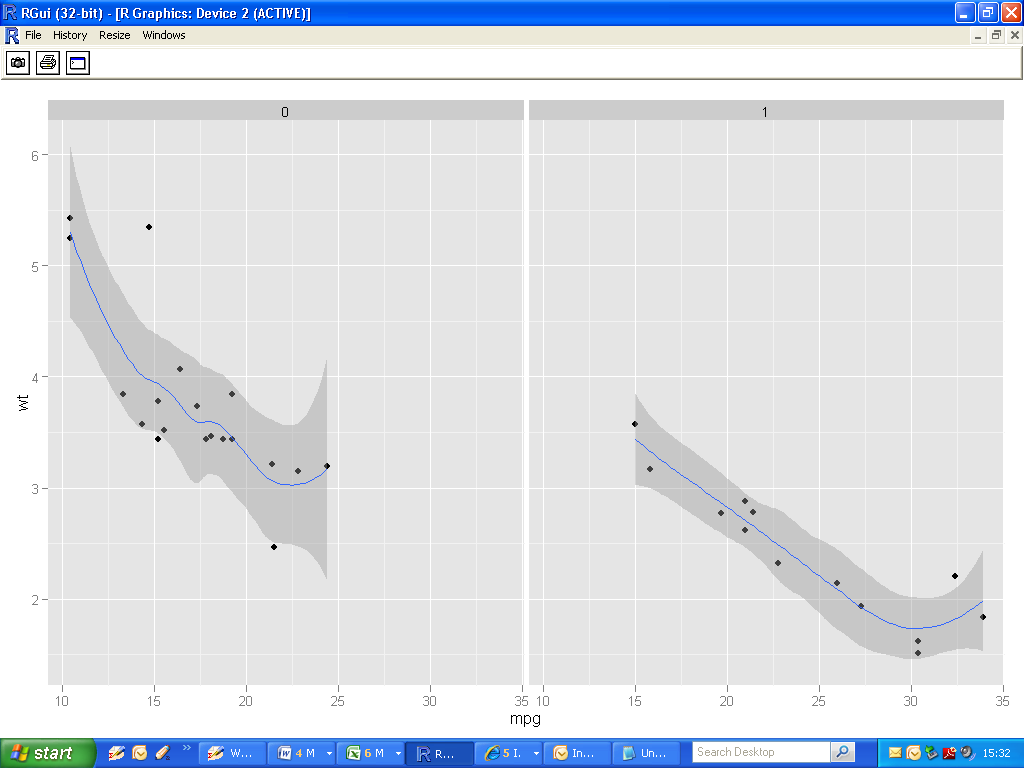 RGui (32-bit) - [R Graphics: Device 2 (ACTIVE)]
File History Resize Windows
0 1
6
5
4
3
2
wt
10 15 20 25 30 35 10 15 20 25 30 35
mpg
start » W... 4 M 6 M R... 5 I. In... Un... Search Desktop 15:32